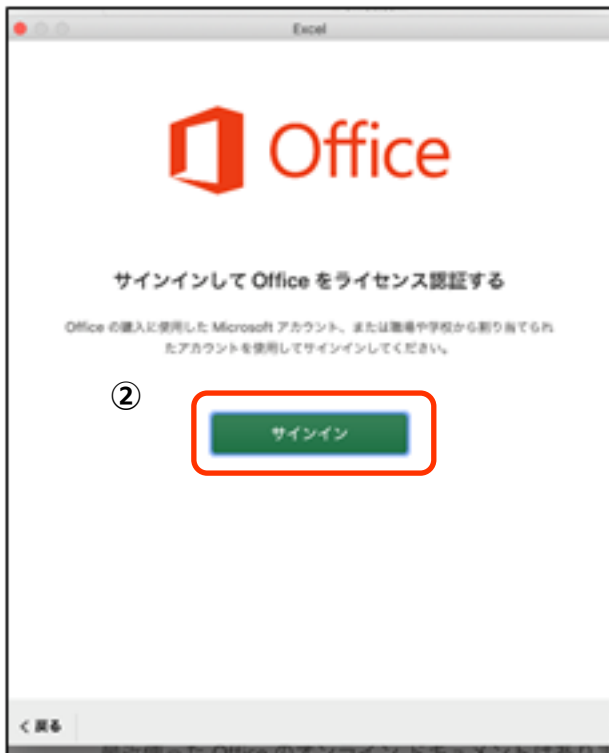 Excel
Office
サインインして Office をライセンス認証する
Office の購入に使用した Microsoft アカウント、または職場や学校から割り当てられ
たアカウントを使用してサインインしてください。
②
サインイン
く 戻る